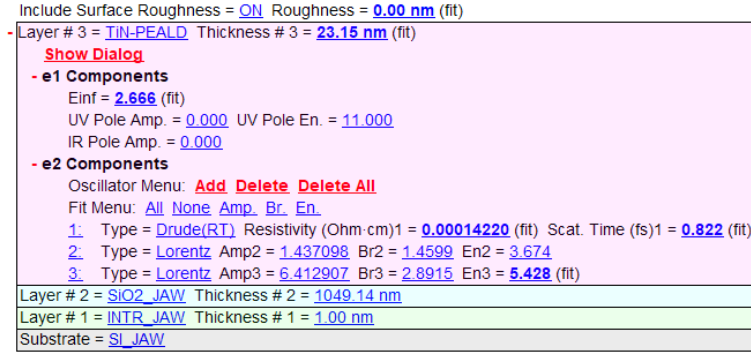 Include Surface Roughness = ON Roughness = 0.00 nm (fit)
- Layer # 3 = TiN-PEALD Thickness # 3 = 23.15 nm (fit)
Show Dialog
- e1 Components
Einf = 2.666 (fit)
UV Pole Amp. = 0.000 UV Pole En. = 11.000
IR Pole Amp. = 0.000
- e2 Components
Oscillator Menu: Add Delete Delete All
Fit Menu: All None Amp. Br. En.
1: Type = Drude(RT) Resistivity (Ohm·cm)1 = 0.00014220 (fit) Scat. Time (fs)1 = 0.822 (fit)
2: Type = Lorentz Amp2 = 1.437098 Br2 = 1.4599 En2 = 3.674
3: Type = Lorentz Amp3 = 6.412907 Br3 = 2.8915 En3 = 5.428 (fit)
Layer # 2 = SiO2_JAW Thickness # 2 = 1049.14 nm
Layer # 1 = INTR_JAW Thickness # 1 = 1.00 nm
Substrate = SI_JAW